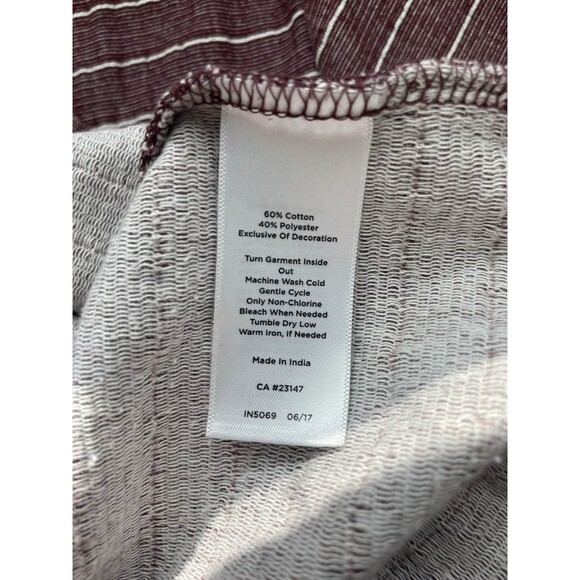 60% Cotton
40% Polyester
Exclusive Of Decoration
Turn Garment Inside
Out
Machine Wash Cold
Gentle Cycle
Only Non-Chlorine
Bleach When Needed
Tumble Dry Low
Warm Iron, If Needed
Made In India
CA #23147
IN5069 06/17